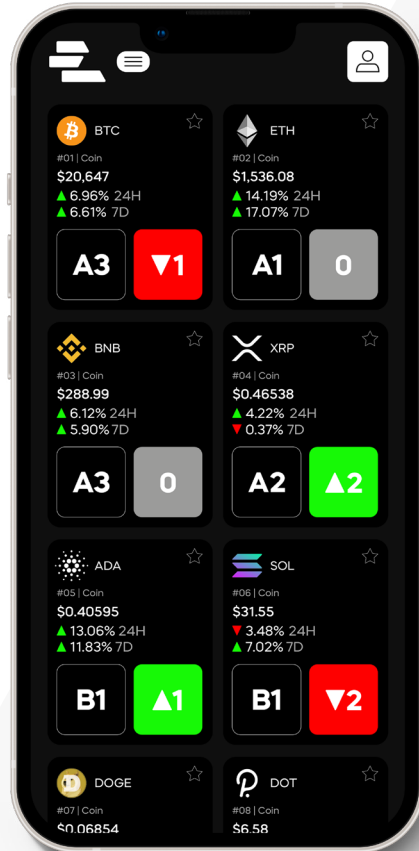 BTC
#01 | Coin
$20,647
▲ 6.96% 24H
▲ 6.61% 7D
A3 ▼1
ETH
#02 | Coin
$1,536.08
▲ 14.19% 24H
▲ 17.07% 7D
A1 0
BNB
#03 | Coin
$288.99
▲ 6.12% 24H
▲ 5.90% 7D
A3 0
XRP
#04 | Coin
$0.46538
▲ 4.22% 24H
▼ 0.37% 7D
A2 ▲2
ADA
#05 | Coin
$0.40595
▲ 13.06% 24H
▲ 11.83% 7D
B1 ▲1
SOL
#06 | Coin
$31.55
▼ 3.48% 24H
▲ 7.02% 7D
B1 ▼2
DOGE
#07 | Coin
$0.06854
DOT
#08 | Coin
$6.58